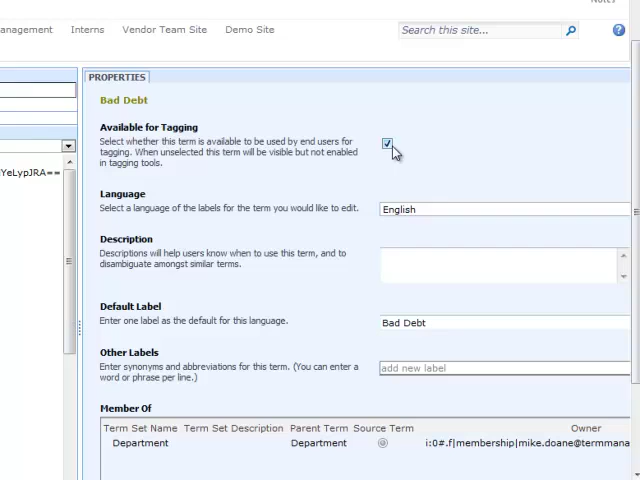 anagement Interns Vendor Team Site Demo Site Search this site...
PROPERTIES
Bad Debt
Available for Tagging
Select whether this term is available to be used by end users for
tagging. When unselected this term will be visible but not enabled
in tagging tools.
YeLypJRA==
Language
Select a language of the labels for the term you would like to edit.
English
Description
Descriptions will help users know when to use this term, and to
disambiguate amongst similar terms.
Default Label
Enter one label as the default for this language.
Bad Debt
Other Labels
Enter synonyms and abbreviations for this term. (You can enter a
word or phrase per line.)
add new label
Member Of
Term Set Name Term Set Description Parent Term Source Term Owner
Department Department i:0#.f|membership|mike.doane@termmana